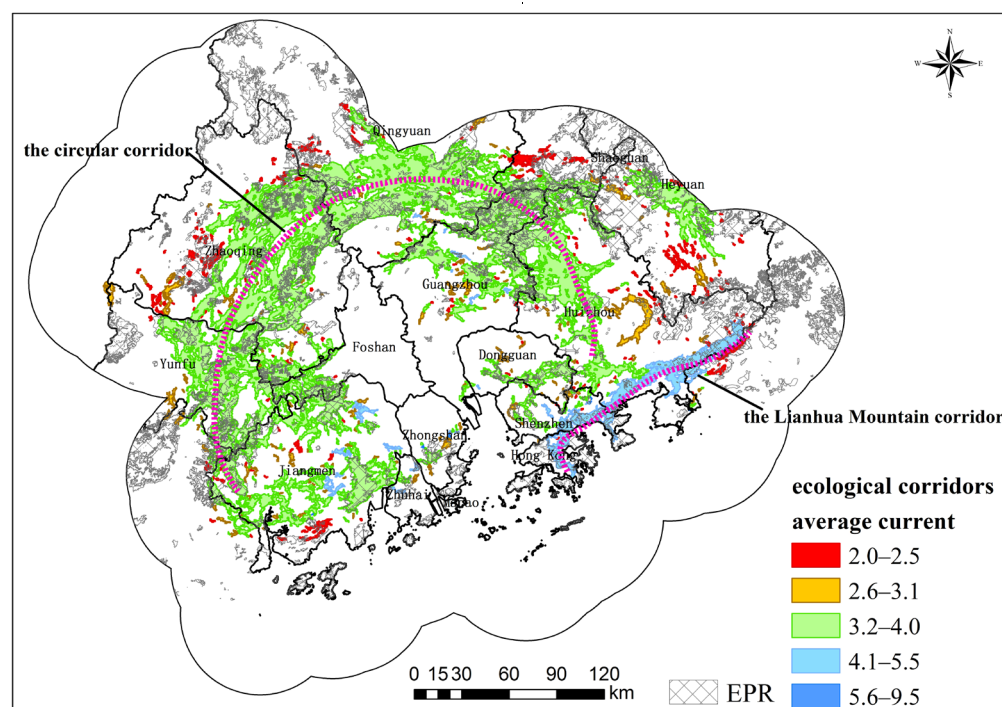 N
W
E
S
Qingyuan
the circular corridor
Shaoguan
Heyuan
Zhaoqing
Guangzhou
Huizhou
Foshan
Dongguan
Yunfu
the Lianhua Mountain corridor
Shenzhen
Zhongshan
Hong Kong
Jiangmen
Zhuhai
ecological corridors
average current
2.0–2.5
2.6–3.1
3.2–4.0
4.1–5.5
5.6–9.5
0 15 30 60 90 120
km
EPR